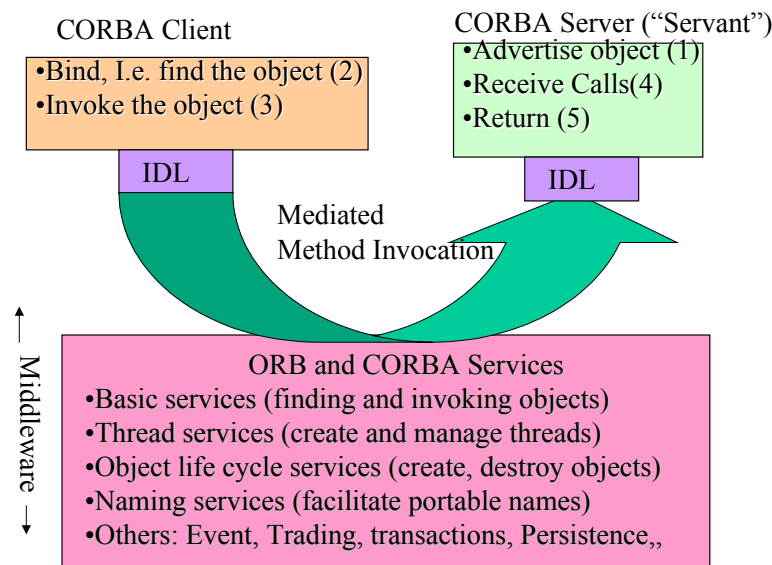 CORBA Client
•Bind, I.e. find the object (2)
•Invoke the object (3)
IDL
CORBA Server (“Servant”)
•Advertise object (1)
•Receive Calls(4)
•Return (5)
IDL
Mediated
Method Invocation
Middleware
ORB and CORBA Services
•Basic services (finding and invoking objects)
•Thread services (create and manage threads)
•Object life cycle services (create, destroy objects)
•Naming services (facilitate portable names)
•Others: Event, Trading, transactions, Persistence,,